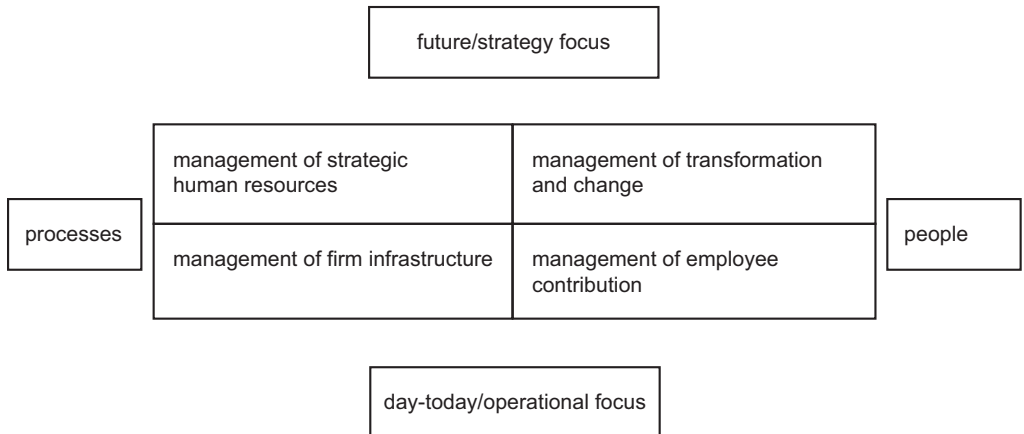 future/strategy focus
management of strategic
human resources
management of transformation
and change
processes
people
management of firm infrastructure
management of employee
contribution
day-today/operational focus